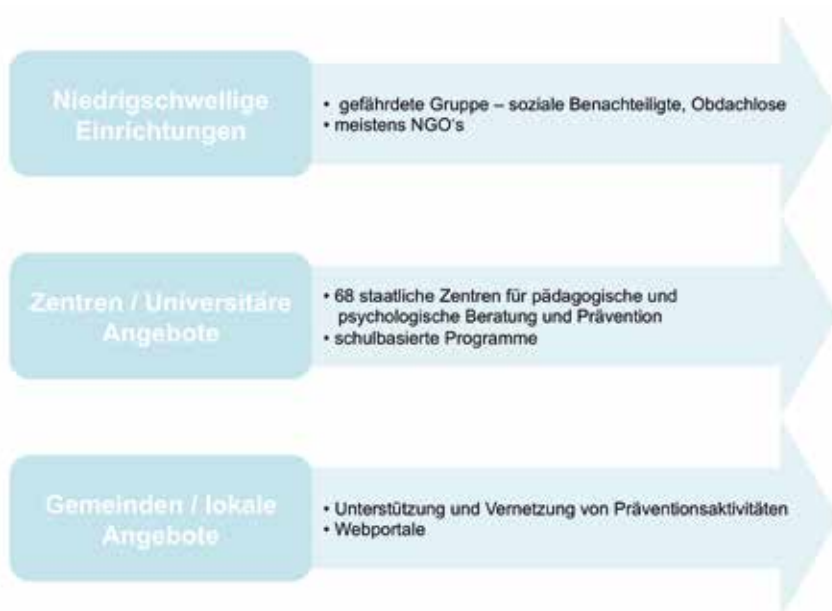 Niedrigschwellige
Einrichtungen
• gefährdete Gruppe – soziale Benachteiligte, Obdachlose
• meistens NGO's
Zentren / Universitäre
Angebote
• 68 staatliche Zentren für pädagogische und
psychologische Beratung und Prävention
• schulbasierte Programme
Gemeinden / lokale
Angebote
• Unterstützung und Vernetzung von Präventionsaktivitäten
• Webportale